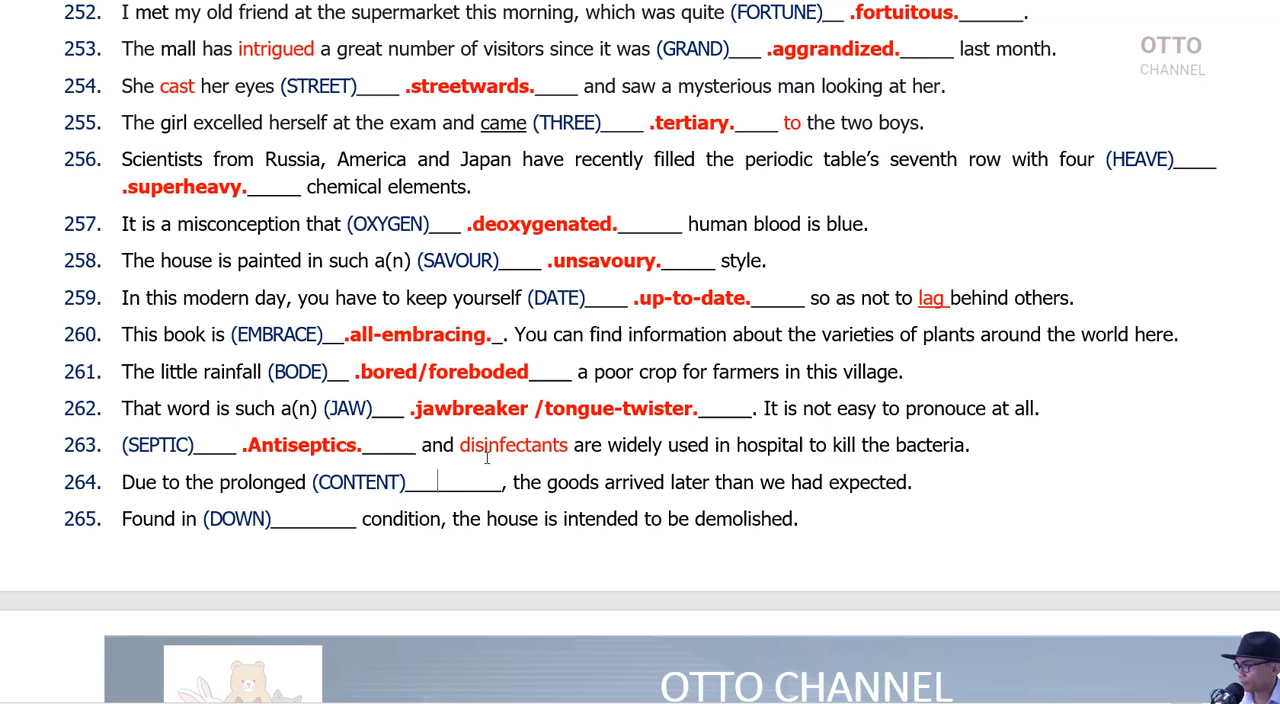 252. I met my old friend at the supermarket this morning, which was quite (FORTUNE)__ .fortuitous.______.
253. The mall has intrigued a great number of visitors since it was (GRAND)___ .aggrandized._____ last month.
OTTO
CHANNEL
254. She cast her eyes (STREET)____ .streetwards.____ and saw a mysterious man looking at her.
255. The girl excelled herself at the exam and came (THREE)____ .tertiary.____ to the two boys.
256. Scientists from Russia, America and Japan have recently filled the periodic table's seventh row with four (HEAVE)____
.superheavy._____ chemical elements.
257. It is a misconception that (OXYGEN)___ .deoxygenated.______ human blood is blue.
258. The house is painted in such a(n) (SAVOUR)____ .unsavoury._____ style.
259. In this modern day, you have to keep yourself (DATE)____ .up-to-date._____ so as not to lag behind others.
260. This book is (EMBRACE)__.all-embracing._. You can find information about the varieties of plants around the world here.
261. The little rainfall (BODE)__ .bored/foreboded____ a poor crop for farmers in this village.
262. That word is such a(n) (JAW)___ .jawbreaker /tongue-twister._____. It is not easy to pronouce at all.
263. (SEPTIC)____ .Antiseptics._____ and disinfectants are widely used in hospital to kill the bacteria.
264. Due to the prolonged (CONTENT)_________, the goods arrived later than we had expected.
265. Found in (DOWN)________ condition, the house is intended to be demolished.
OTTO CHANNEL